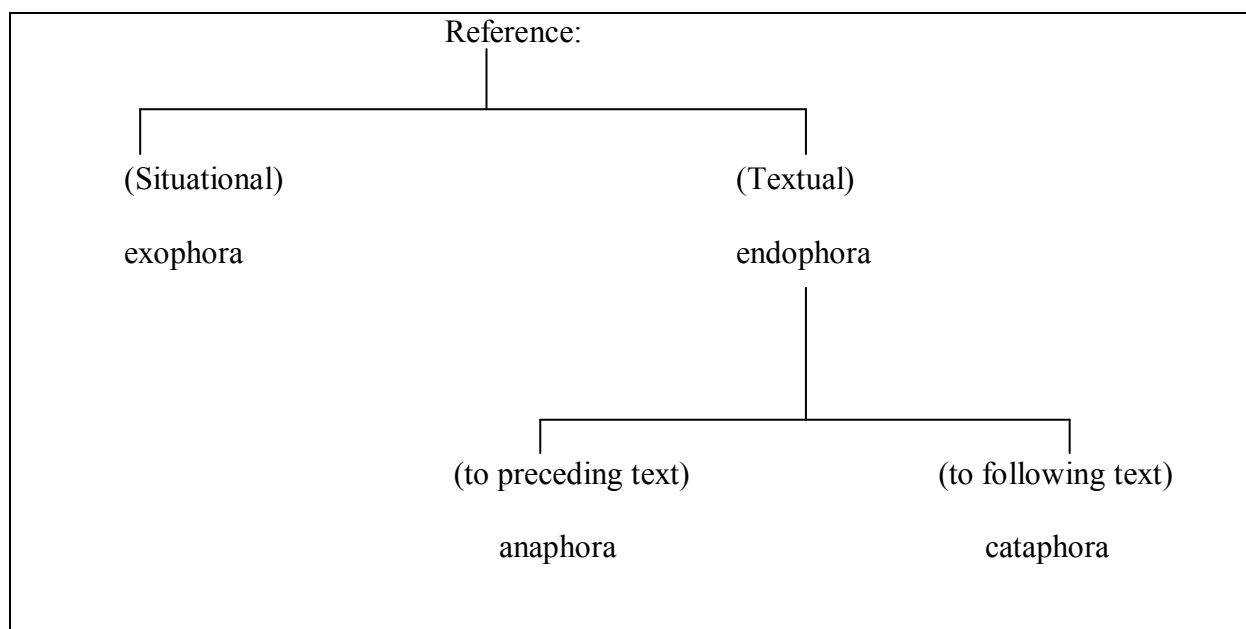 Reference:
(Situational) (Textual)
exophora endophora
(to preceding text) (to following text)
anaphora cataphora